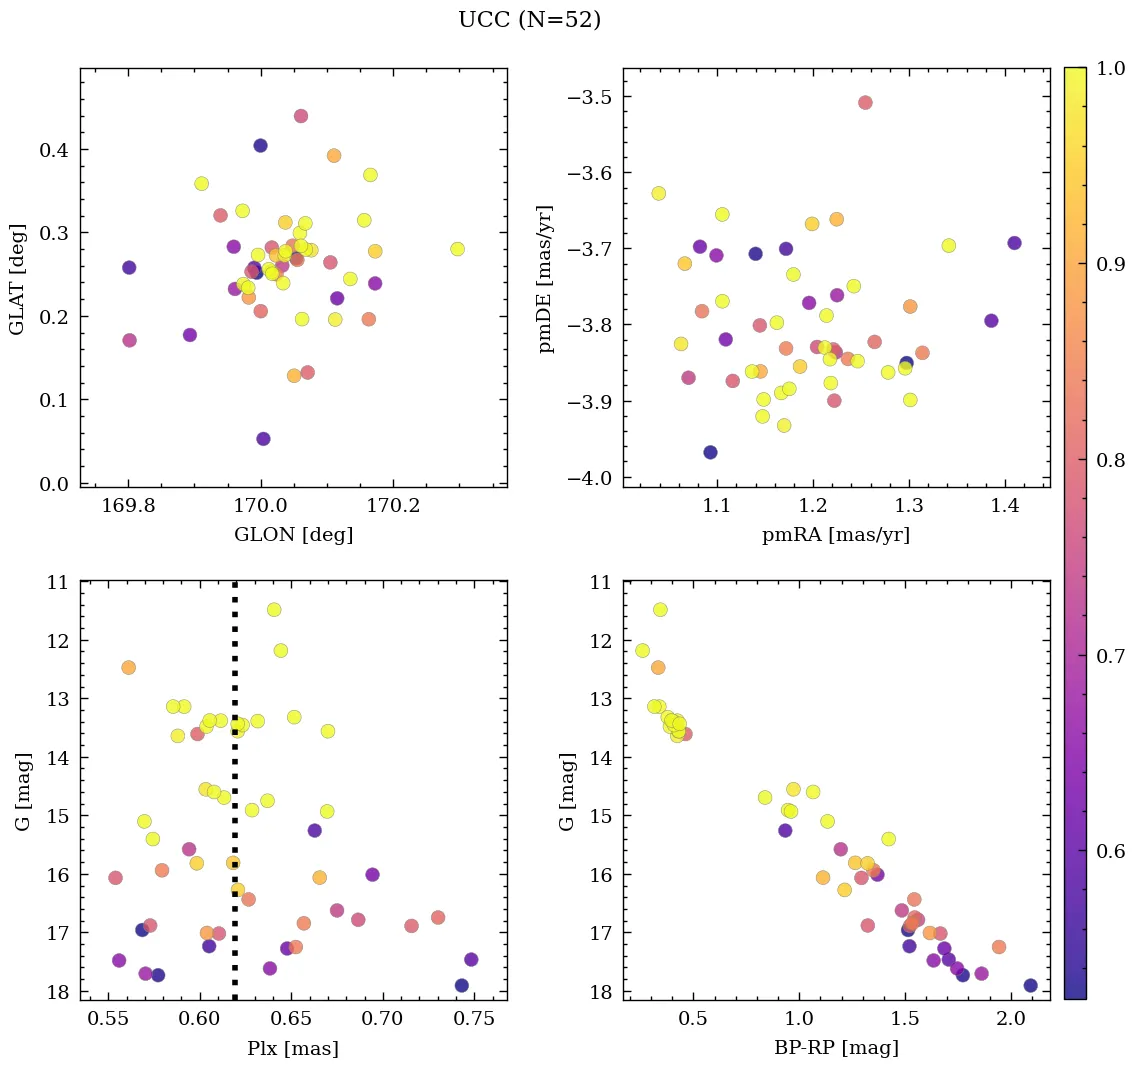 UCC (N=52)
0.4
0.3
0.2
0.1
0.0
GLAT [deg]
169.8 170.0 170.2
GLON [deg]
−3.5
−3.6
−3.7
−3.8
−3.9
−4.0
pmDE [mas/yr]
1.1 1.2 1.3 1.4
pmRA [mas/yr]
1.0
0.9
0.8
0.7
0.6
11
12
13
14
15
16
17
18
G [mag]
0.55 0.60 0.65 0.70 0.75
Plx [mas]
11
12
13
14
15
16
17
18
G [mag]
0.5 1.0 1.5 2.0
BP-RP [mag]